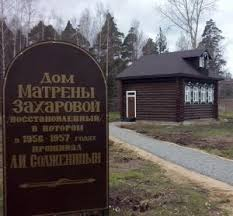 Дом
Матрены
Захаровой
(восстановленный)
в котором
в 1956-1957 годах
проживал
А.И Солженицын